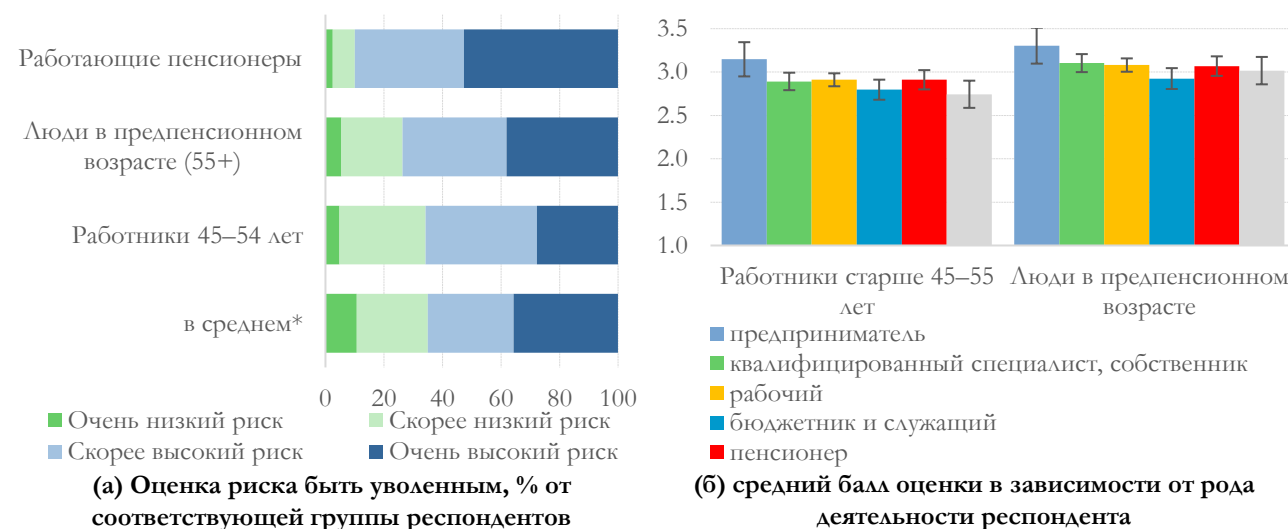 Работающие пенсионеры
Люди в предпенсионном
возрасте (55+)
Работники 45–54 лет
в среднем*
0 20 40 60 80 100
Очень низкий риск
Скорее низкий риск
Скорее высокий риск
Очень высокий риск
(а) Оценка риска быть уволенным, % от
соответствующей группы респондентов
3.5
3.0
2.5
2.0
1.5
1.0
Работники старше 45–55
лет
Люди в предпенсионном
возрасте
предприниматель
квалифицированный специалист, собственник
рабочий
бюджетник и служащий
пенсионер
(б) средний балл оценки в зависимости от рода
деятельности респондента